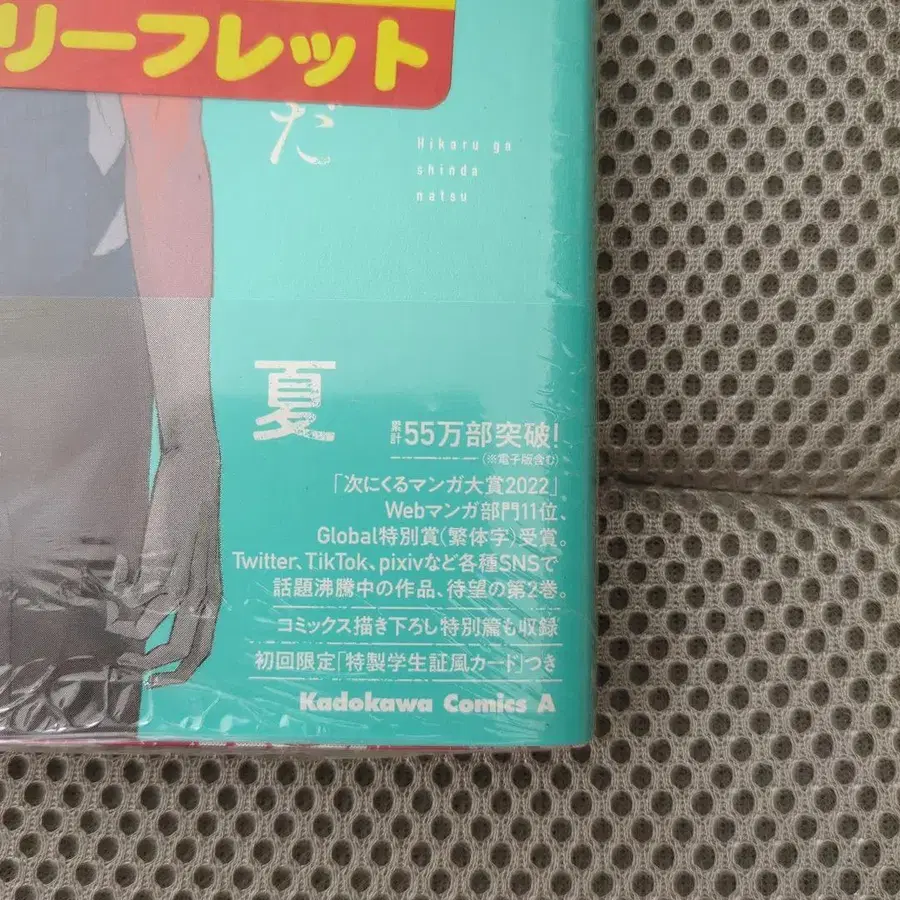 リーフレット
だ
Hikaru ga
shinda
natsu
夏
累計55万部突破!
(※電子版含む)
「次にくるマンガ大賞2022」
Webマンガ部門11位、
Global特別賞(繁体字)受賞。
Twitter、TikTok、pixivなど各種SNSで
話題沸騰中の作品、待望の第2巻。
コミックス描き下ろし特別篇も収録
初回限定「特製学生証風カード」つき
Kadokawa Comics A